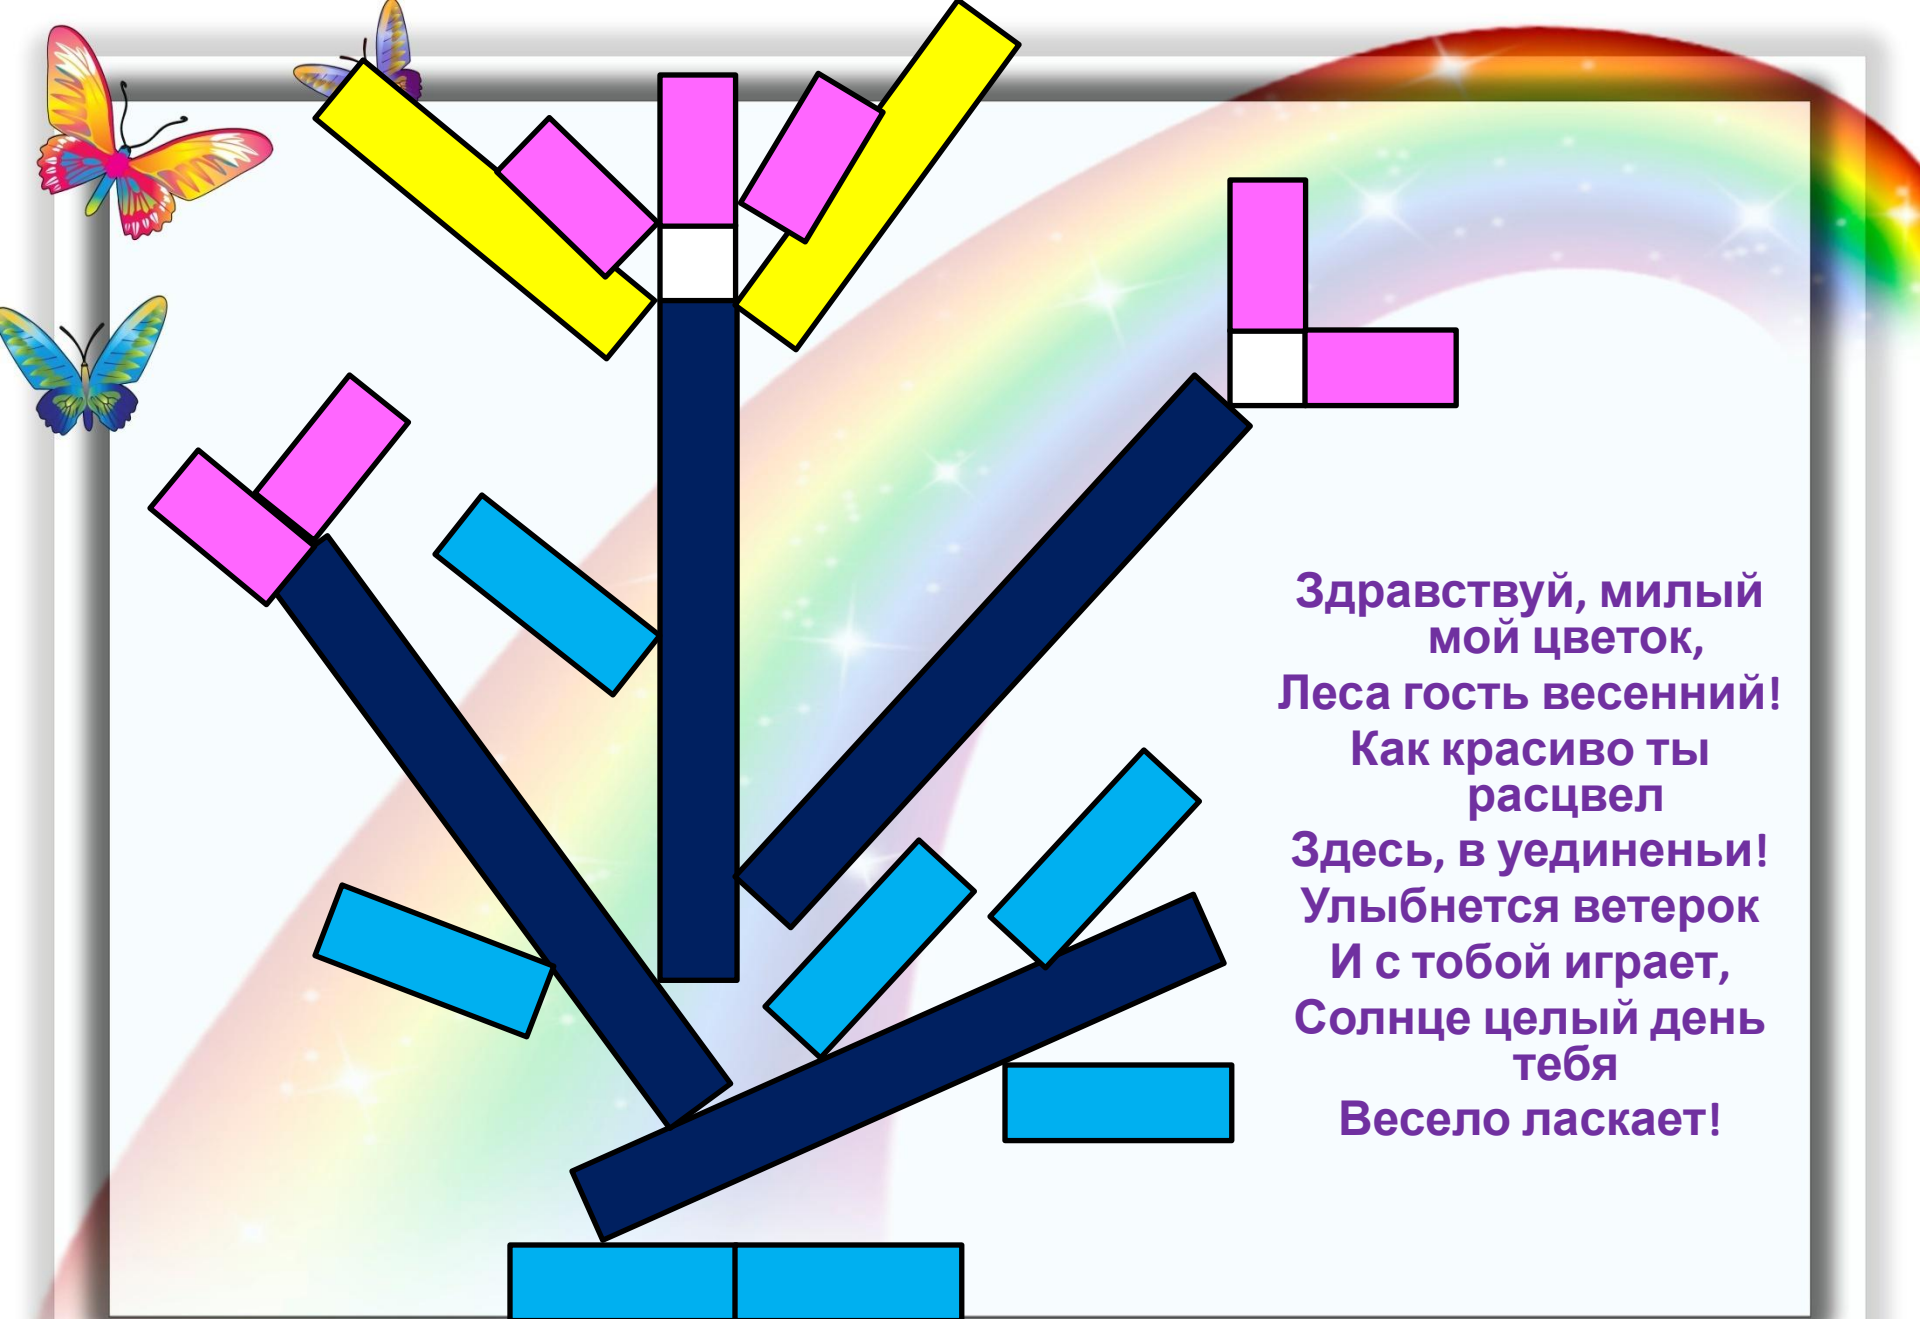 Здравствуй, милый
мой цветок,
Леса гость весенний!
Как красиво ты
расцвел
Здесь, в уединеньи!
Улыбнется ветерок
И с тобой играет,
Солнце целый день
тебя
Весело ласкает!